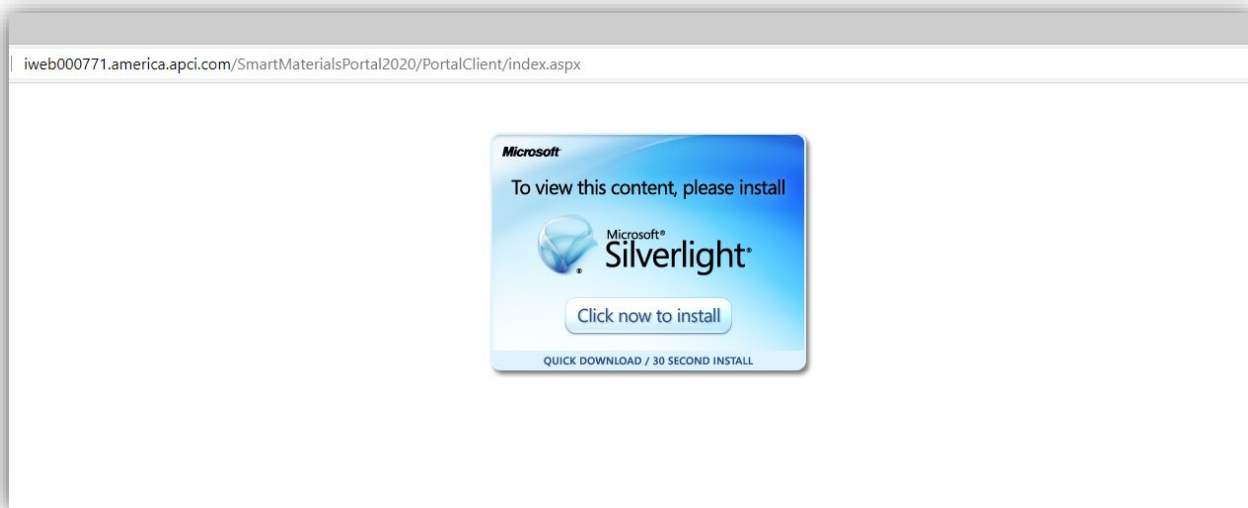 iweb000771.america.apci.com/SmartMaterialsPortal2020/PortalClient/index.aspx
Microsoft
To view this content, please install
Microsoft®
Silverlight®
Click now to install
QUICK DOWNLOAD / 30 SECOND INSTALL